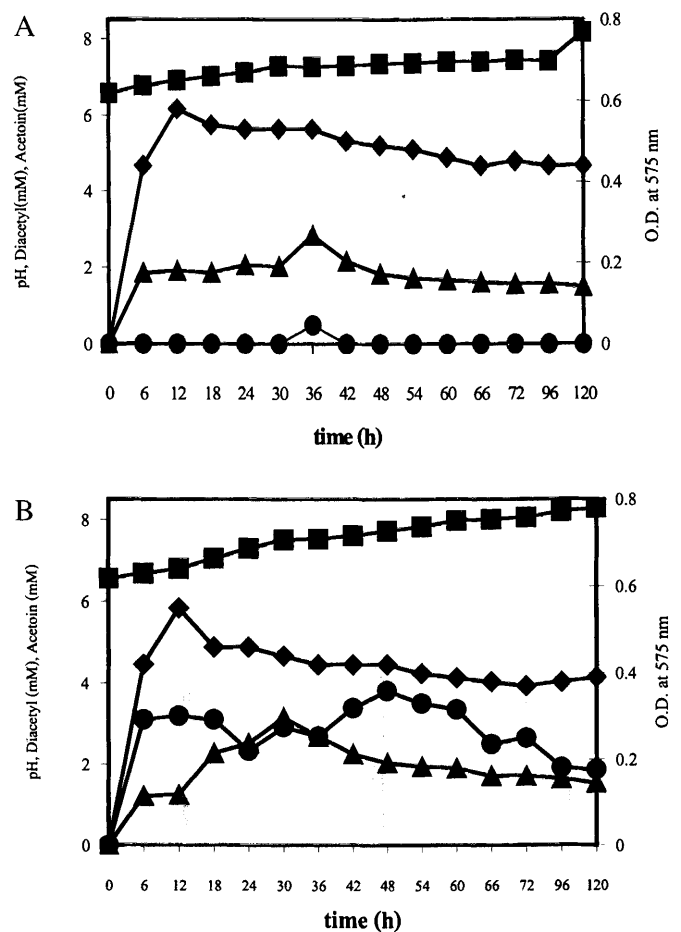 A
pH, Diacetyl(mM), Acetoin(mM)
8
6
4
2
0
0.8
0.6
0.4
0.2
0
O.D. at 575 nm
0 6 12 18 24 30 36 42 48 54 60 66 72 96 120
time (h)
B
pH, Diacetyl (mM), Acetoin (mM)
8
6
4
2
0
0.8
0.6
0.4
0.2
0
O.D. at 575 nm
0 6 12 18 24 30 36 42 48 54 60 66 72 96 120
time (h)